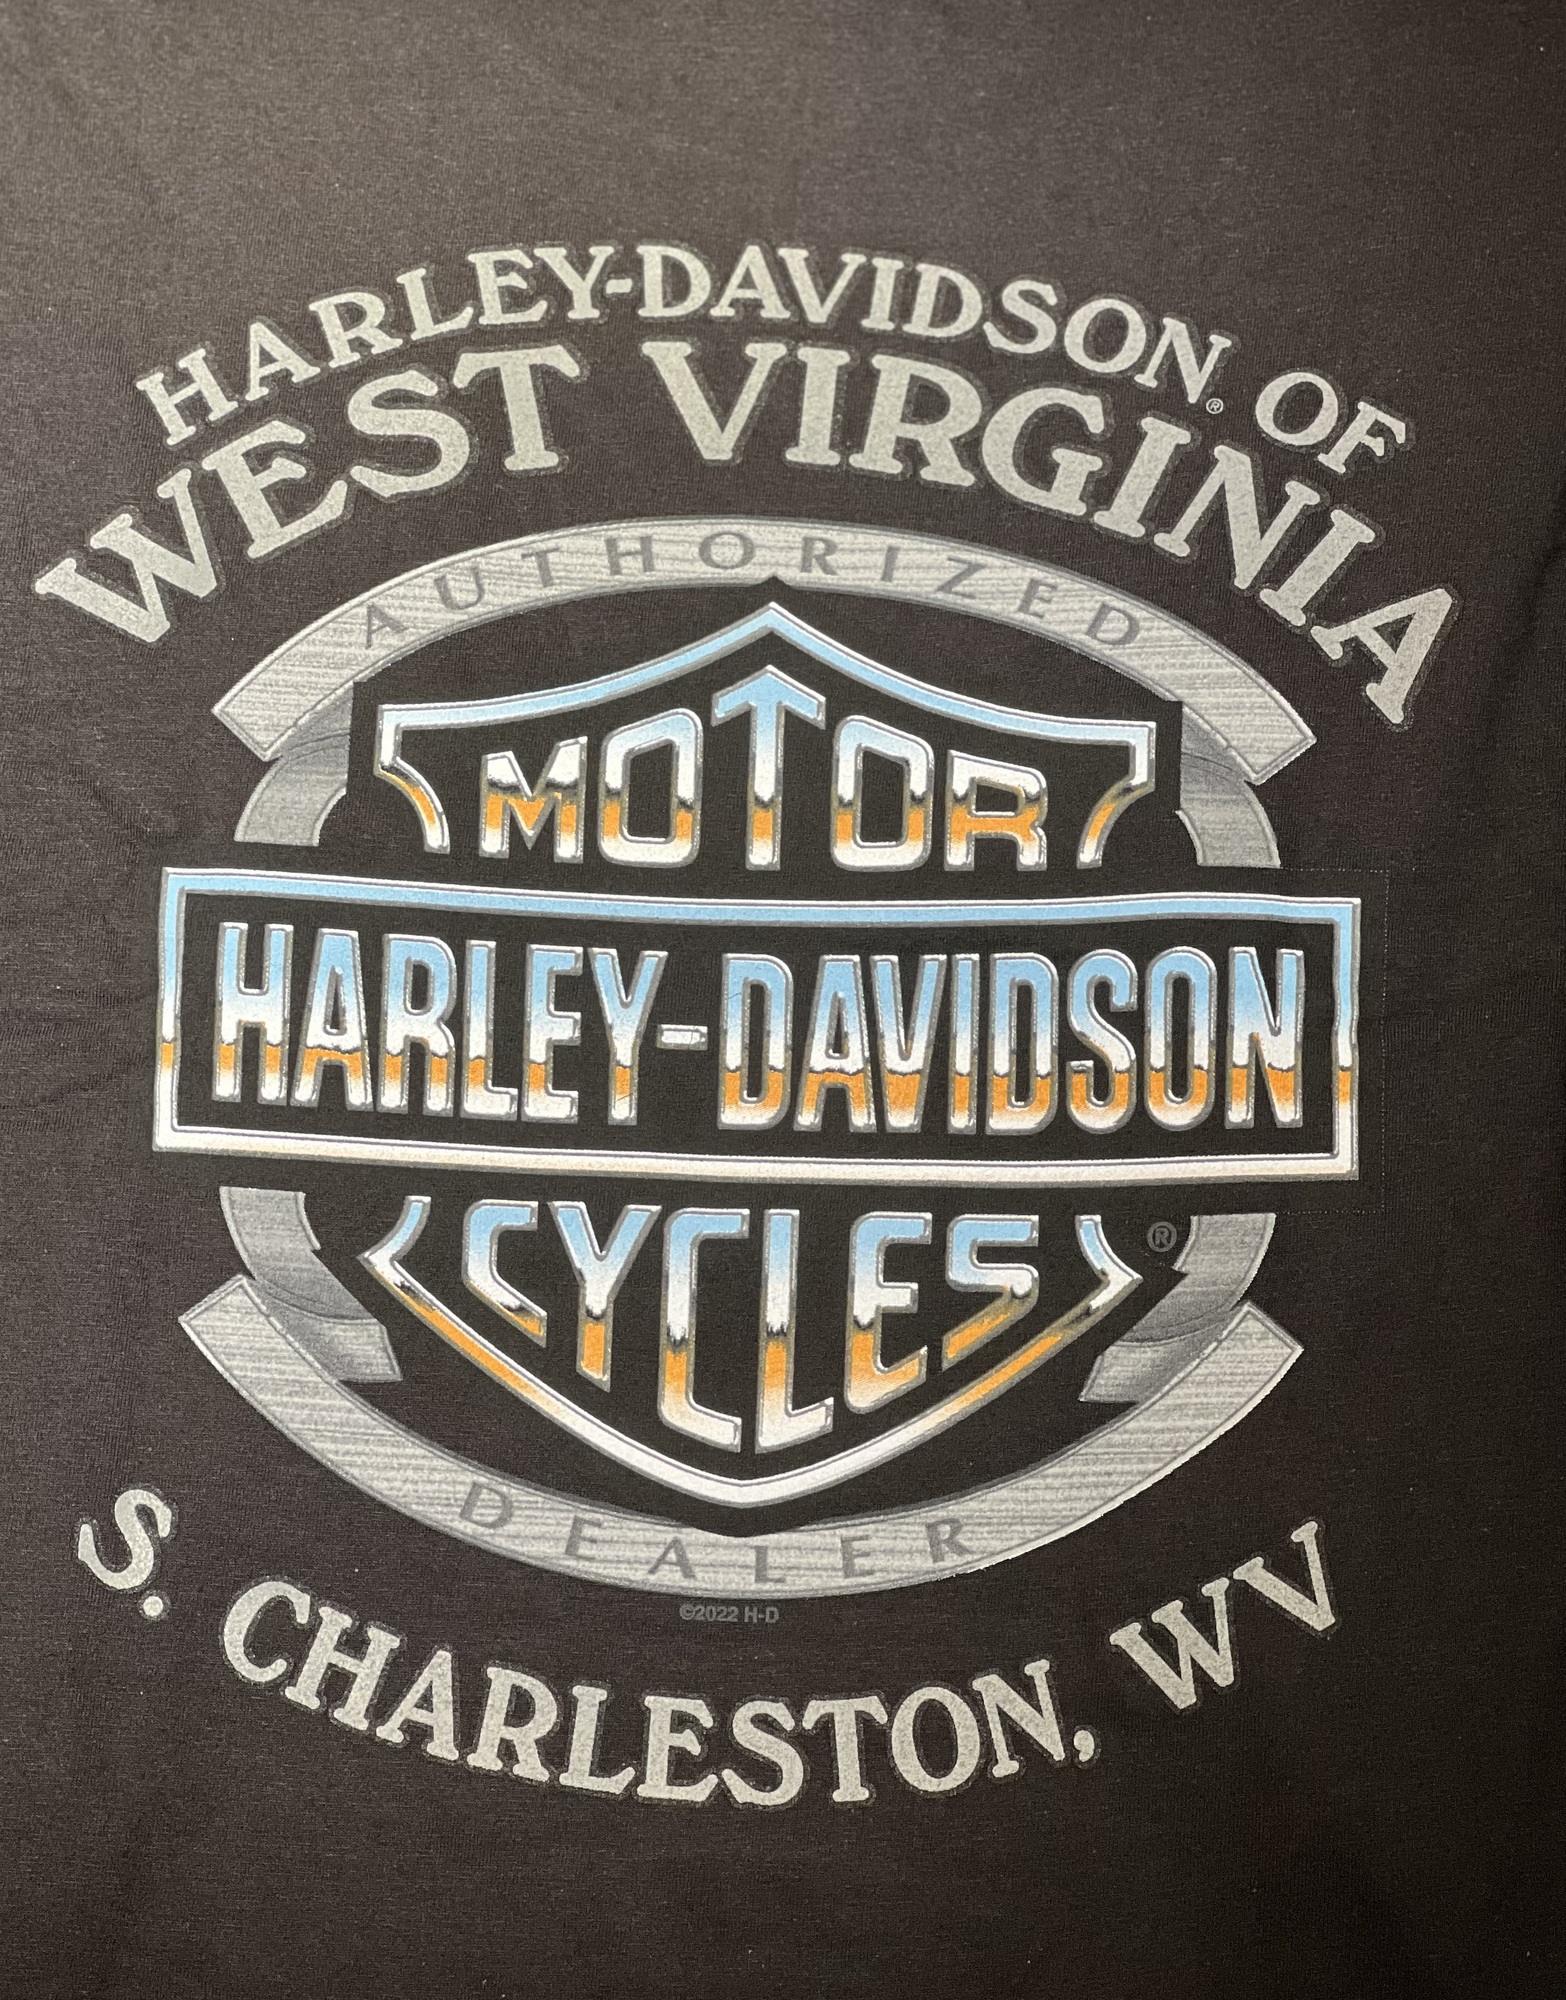 HARLEY-DAVIDSON® OF
WEST VIRGINIA
AUTHORIZED
MOTOR
HARLEY-DAVIDSON
CYCLES
®
DEALER
©2022 H-D
S. CHARLESTON, WV